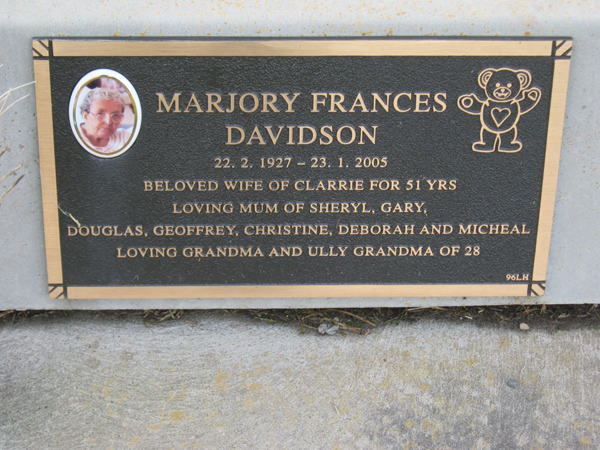 MARJORY FRANCES
DAVIDSON
22. 2. 1927 – 23. 1. 2005
BELOVED WIFE OF CLARRIE FOR 51 YRS
LOVING MUM OF SHERYL, GARY,
DOUGLAS, GEOFFREY, CHRISTINE, DEBORAH AND MICHEAL
LOVING GRANDMA AND ULLY GRANDMA OF 28
96LH